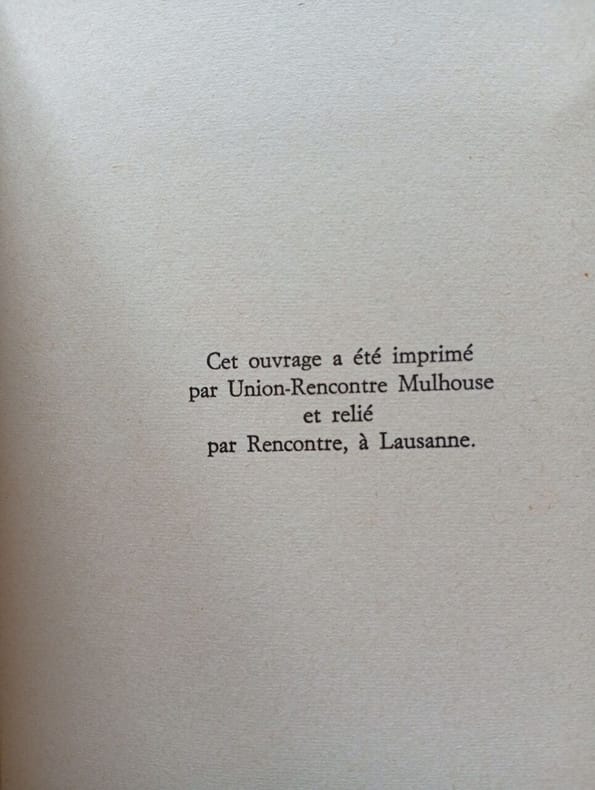 Cet ouvrage a été imprimé
par Union-Rencontre Mulhouse
et relié
par Rencontre, à Lausanne.